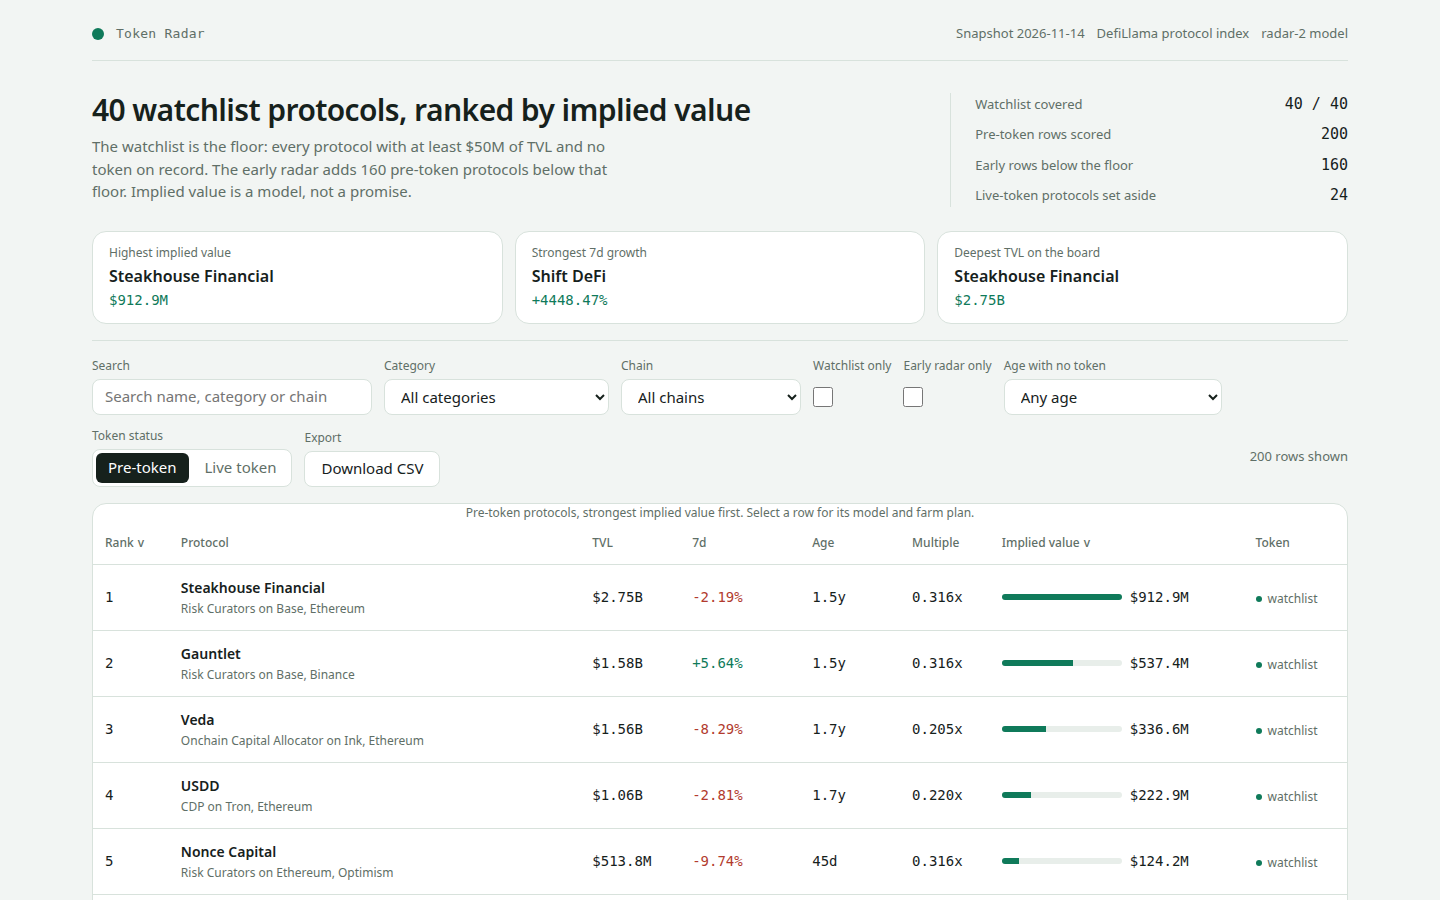 Token Radar
Snapshot 2026-11-14 DefiLlama protocol index radar-2 model
40 watchlist protocols, ranked by implied value
The watchlist is the floor: every protocol with at least $50M of TVL and no
token on record. The early radar adds 160 pre-token protocols below that
floor. Implied value is a model, not a promise.
Watchlist covered 40 / 40
Pre-token rows scored 200
Early rows below the floor 160
Live-token protocols set aside 24
Highest implied value
Steakhouse Financial
$912.9M
Strongest 7d growth
Shift DeFi
+4448.47%
Deepest TVL on the board
Steakhouse Financial
$2.75B
Search Category Chain Watchlist only Early radar only Age with no token
Search name, category or chain All categories All chains Any age
Token status Export
Pre-token Live token Download CSV 200 rows shown
Pre-token protocols, strongest implied value first. Select a row for its model and farm plan.
Rank v Protocol TVL 7d Age Multiple Implied value v Token
1 Steakhouse Financial $2.75B -2.19% 1.5y 0.316x $912.9M watchlist
Risk Curators on Base, Ethereum
2 Gauntlet $1.58B +5.64% 1.5y 0.316x $537.4M watchlist
Risk Curators on Base, Binance
3 Veda $1.56B -8.29% 1.7y 0.205x $336.6M watchlist
Onchain Capital Allocator on Ink, Ethereum
4 USDD $1.06B -2.81% 1.7y 0.220x $222.9M watchlist
CDP on Tron, Ethereum
5 Nonce Capital $513.8M -9.74% 45d 0.316x $124.2M watchlist
Risk Curators on Ethereum, Optimism